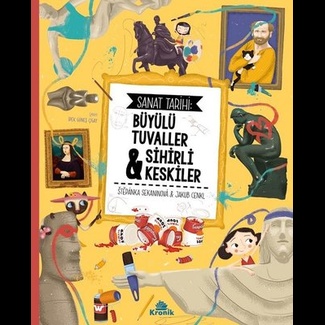 SANAT TARİHİ:
BÜYÜLÜ
TUVALLER
& SİHİRLİ
KESKİLER
ŠTĚPÁNKA SEKANINOVÁ & JAKUB CENKL
Kronik